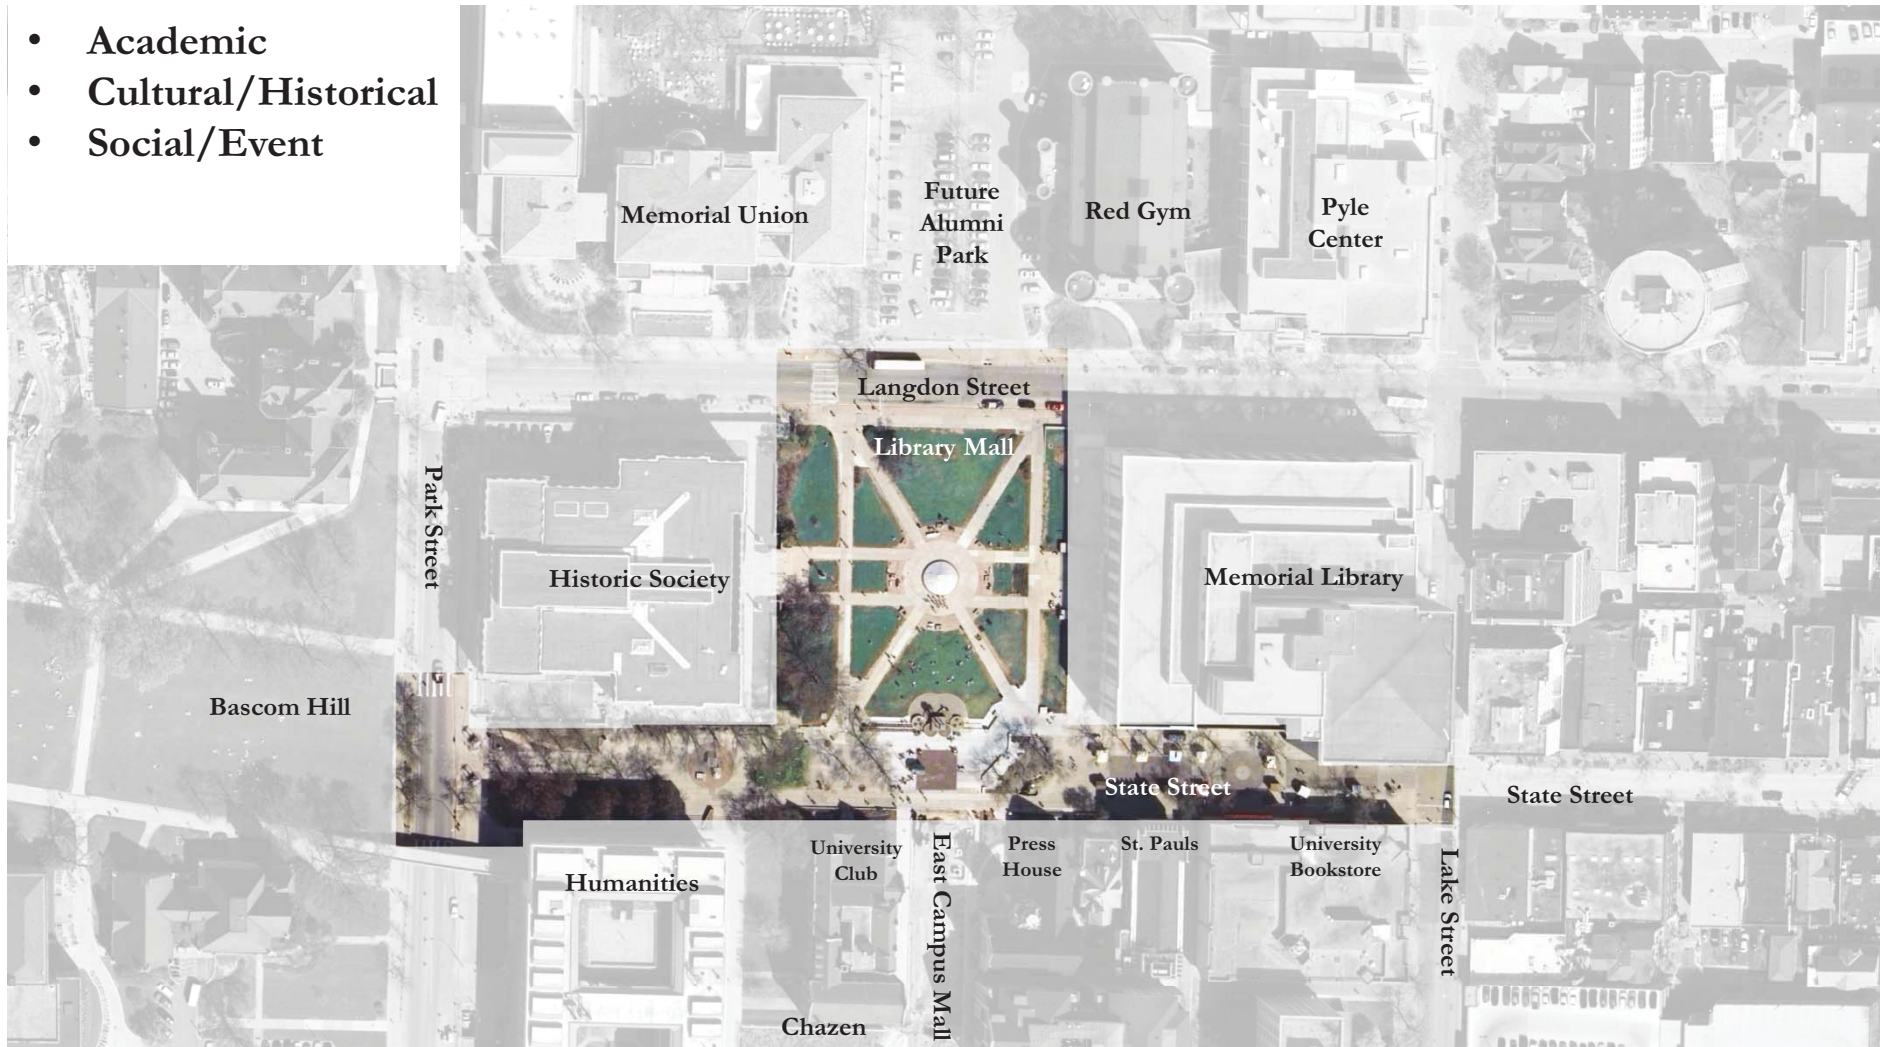 • Academic
• Cultural/Historical
• Social/Event
Memorial Union
Future
Alumni
Park
Red Gym
Pyle
Center
Langdon Street
Library Mall
Park Street
Historic Society
Memorial Library
Bascom Hill
State Street
State Street
University
Club
East Campus Mall
Press
House
St. Pauls
University
Bookstore
Lake Street
Humanities
Chazen